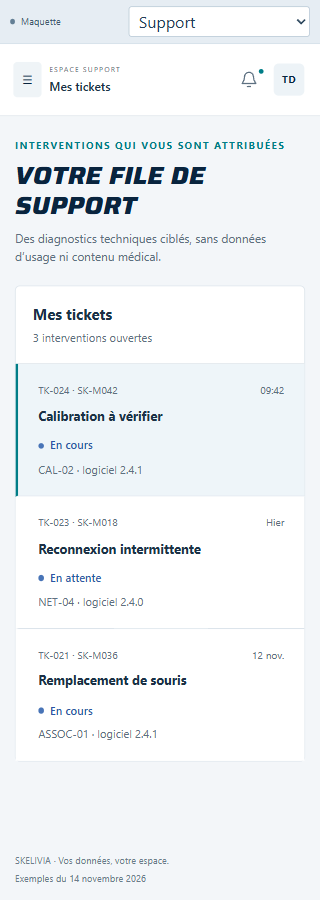 Maquette
Support
ESPACE SUPPORT
Mes tickets
TD
INTERVENTIONS QUI VOUS SONT ATTRIBUÉES
VOTRE FILE DE
SUPPORT
Des diagnostics techniques ciblés, sans données
d'usage ni contenu médical.
Mes tickets
3 interventions ouvertes
TK-024 · SK-M042 09:42
Calibration à vérifier
En cours
CAL-02 · logiciel 2.4.1
TK-023 · SK-M018 Hier
Reconnexion intermittente
En attente
NET-04 · logiciel 2.4.0
TK-021 · SK-M036 12 nov.
Remplacement de souris
En cours
ASSOC-01 · logiciel 2.4.1
SKELIVIA · Vos données, votre espace.
Exemples du 14 novembre 2026